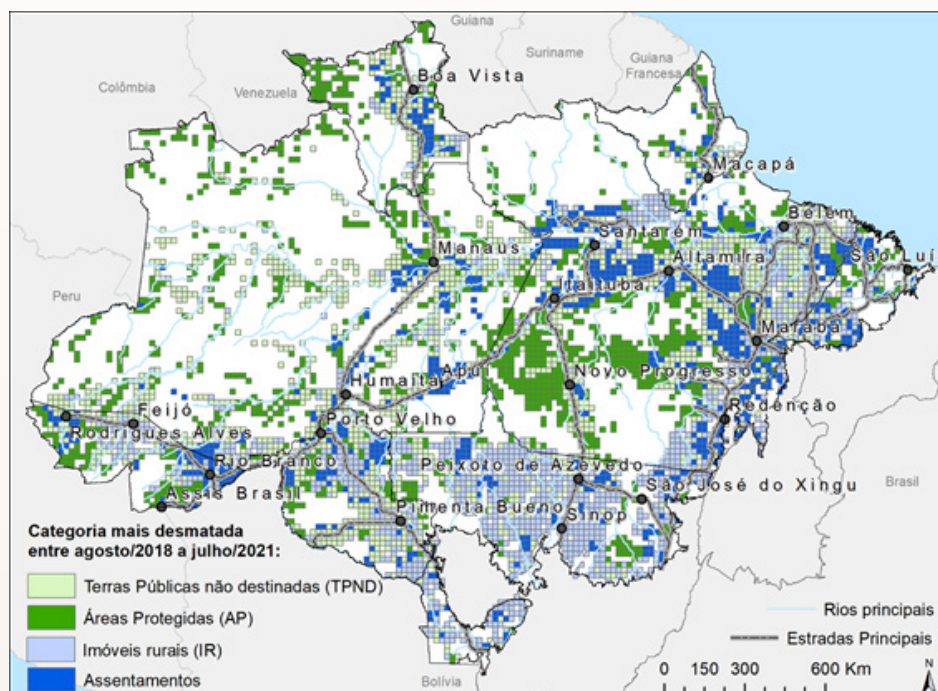 Guiana
Suriname
Guiana
Francesa
Colômbia
Venezuela
Boa Vista
Macapá
Belém
Santarém
São Luí
Manaus
Altamira
Itaituba
Peru
Marabá
Apuí
Humaitá
Novo Progresso
Feijó
Porto Velho
Redenção
Rodrigues Alves
Rio Branco
Peixoto de Azevedo
Brasil
Assis Brasil
São José do Xingu
Pimenta Bueno
Sinop
Categoria mais desmatada
entre agosto/2018 a julho/2021:
Terras Públicas não destinadas (TPND)
Áreas Protegidas (AP)
Imóveis rurais (IR)
Assentamentos
Rios principais
Estradas Principais
0 150 300 600 Km
N
Bolívia